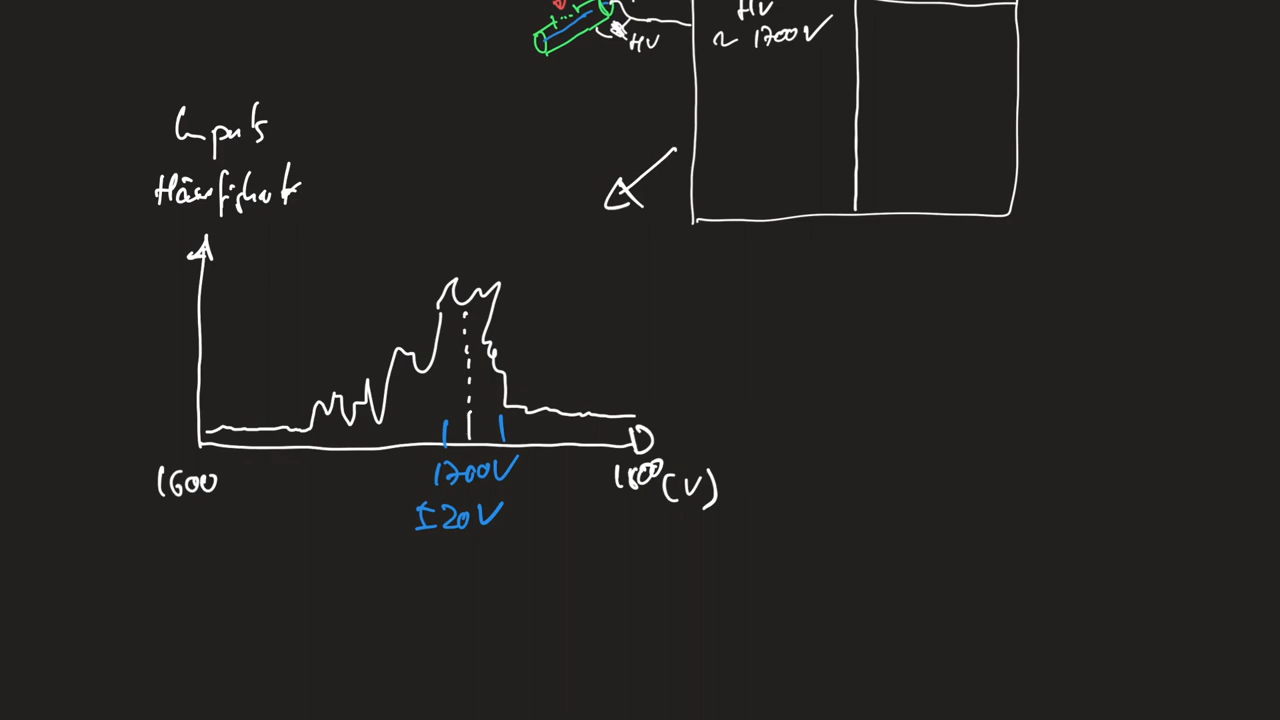 HV
~ 1700V
HV
Impuls
Häufigkeit
1700V
1600
1800 (V)
± 20V